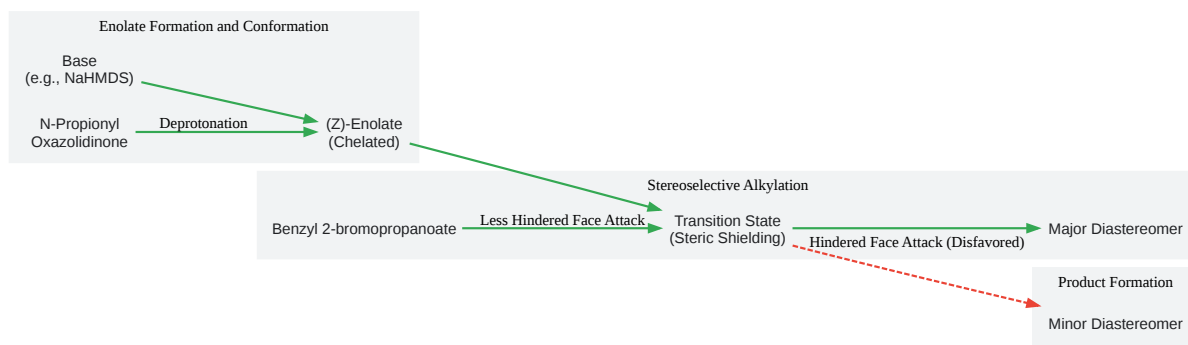 Enolate Formation and Conformation
Base
(e.g., NaHMDS)
N-Propionyl
Oxazolidinone
Deprotonation
(Z)-Enolate
(Chelated)
Stereoselective Alkylation
Benzyl 2-bromopropanoate
Less Hindered Face Attack
Transition State
(Steric Shielding)
Hindered Face Attack (Disfavored)
Major Diastereomer
Product Formation
Minor Diastereomer